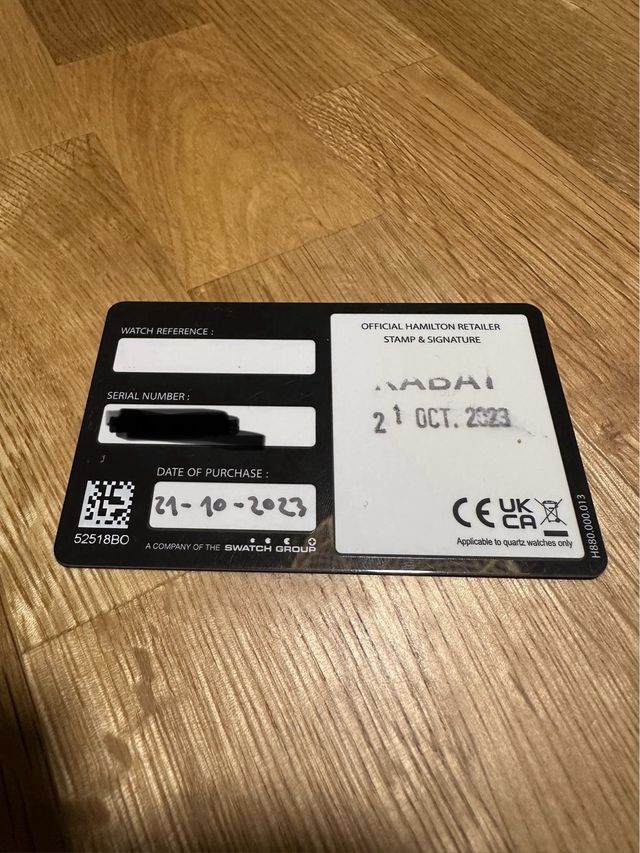 WATCH REFERENCE :
SERIAL NUMBER :
DATE OF PURCHASE :
21-10-2023
52518BO
A COMPANY OF THE SWATCH GROUP
OFFICIAL HAMILTON RETAILER
STAMP & SIGNATURE
21 OCT. 2023
CE UK
CA
Applicable to quartz watches only
H880.000.013